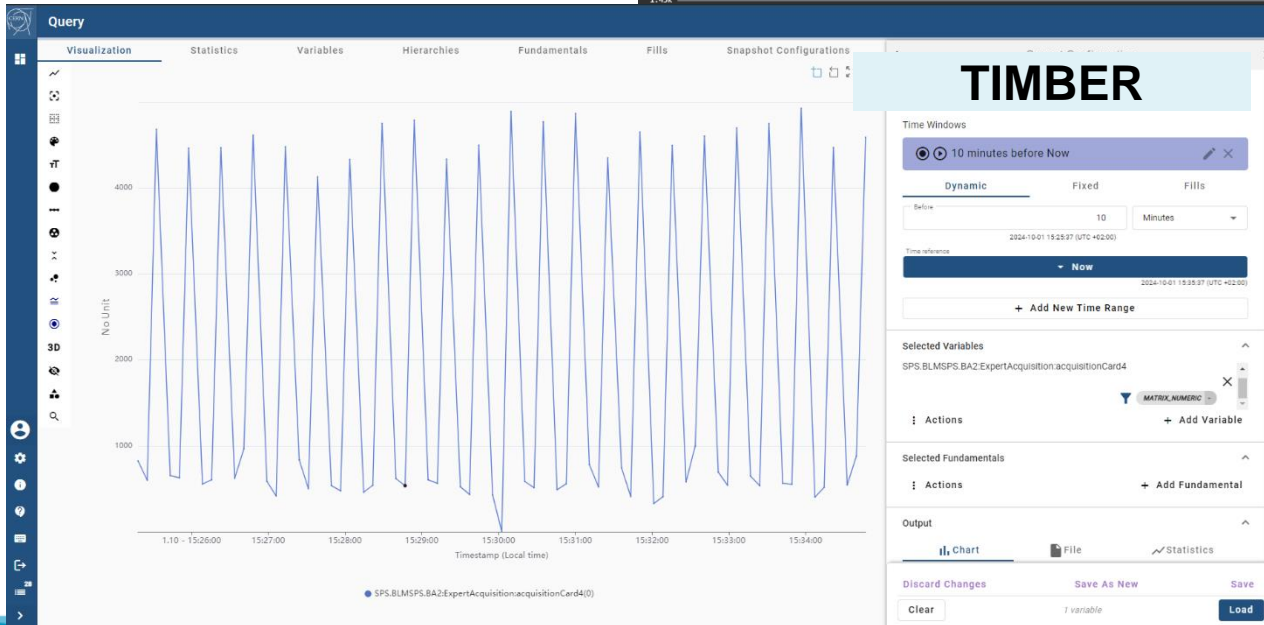 2.45k
CERN
Query
Visualization Statistics Variables Hierarchies Fundamentals Fills Snapshot Configurations
TIMBER
Time Windows
10 minutes before Now
Dynamic Fixed Fills
Before
10 Minutes
2024-10-01 15:25:37 (UTC +02:00)
Time reference
Now
2024-10-01 15:35:37 (UTC +02:00)
+ Add New Time Range
Selected Variables
SPS.BLMSPS.BA2:ExpertAcquisition:acquisitionCard4
MATRIX_NUMERIC
Actions + Add Variable
Selected Fundamentals
Actions + Add Fundamental
Output
Chart File Statistics
Discard Changes Save As New Save
Clear 1 variable Load
TT
3D
28
No Unit
4000
3000
2000
1000
1.10 - 15:26:00 15:27:00 15:28:00 15:29:00 15:30:00 15:31:00 15:32:00 15:33:00 15:34:00
Timestamp (Local time)
SPS.BLMSPS.BA2:ExpertAcquisition:acquisitionCard4(0)